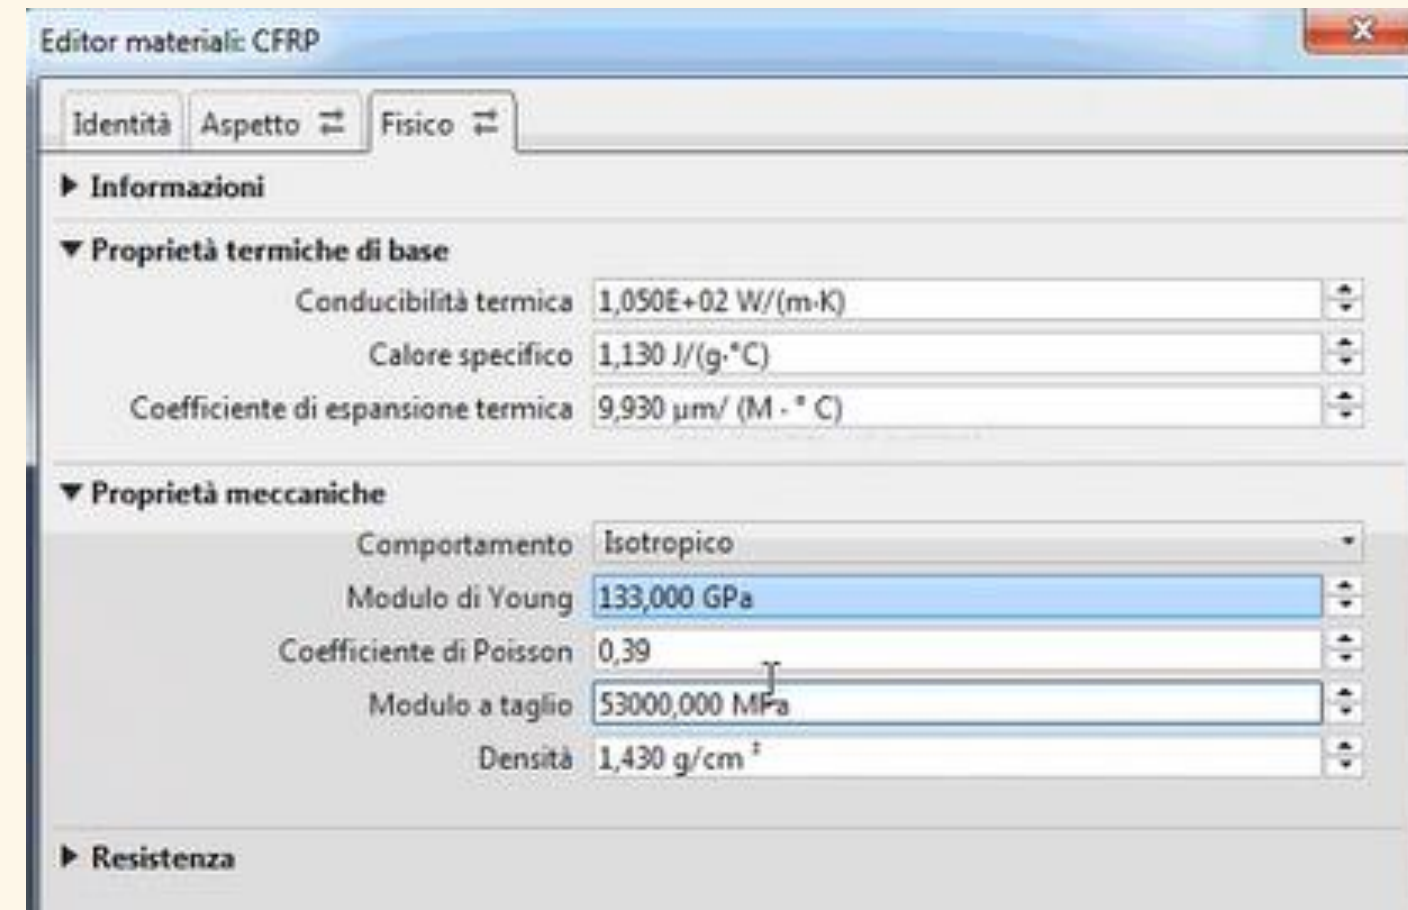 Editor materiali: CFRP
Identità Aspetto Fisico
Informazioni
Proprietà termiche di base
Conducibilità termica 1,050E+02 W/(m·K)
Calore specifico 1,130 J/(g·°C)
Coefficiente di espansione termica 9,930 µm/ (M · ° C)
Proprietà meccaniche
Comportamento Isotropico
Modulo di Young 133,000 GPa
Coefficiente di Poisson 0,39
Modulo a taglio 53000,000 MPa
Densità 1,430 g/cm ³
Resistenza